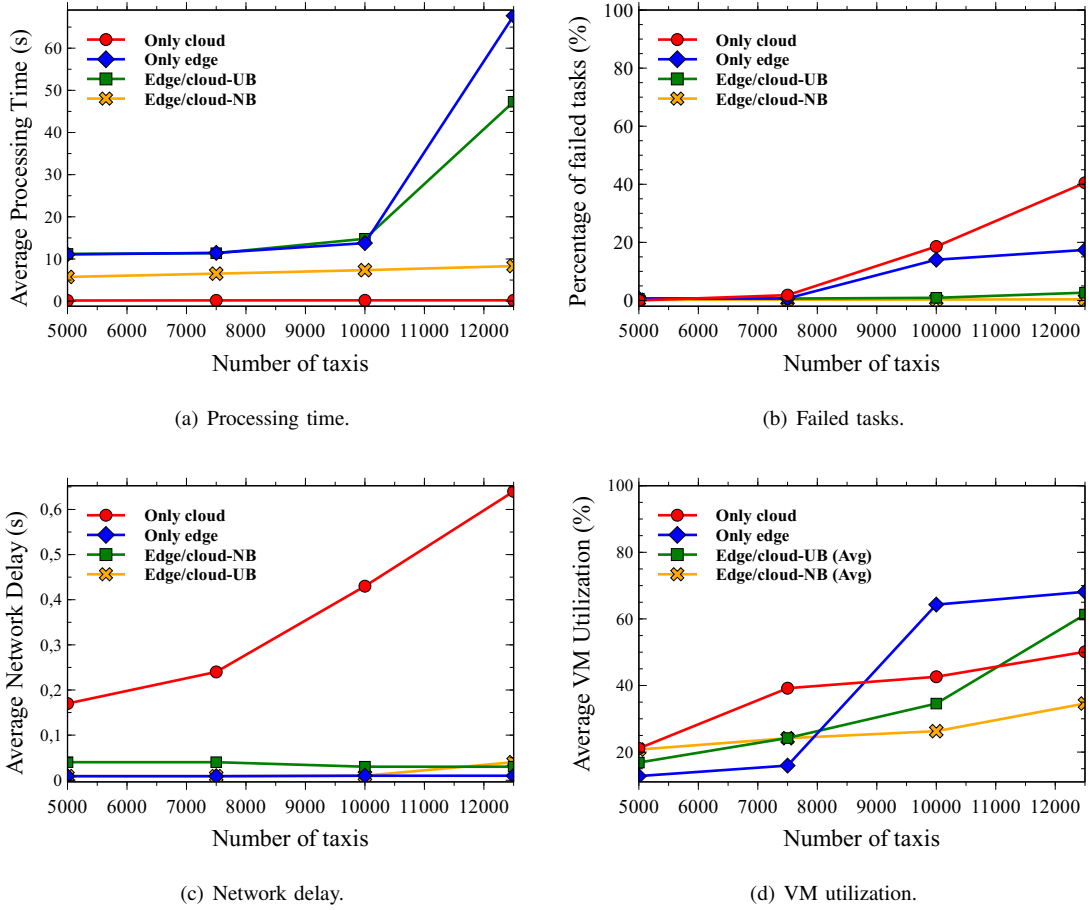 Average Processing Time (s)
60
50
40
30
20
10
0
Only cloud
Only edge
Edge/cloud-UB
Edge/cloud-NB
5000 6000 7000 8000 9000 10000 11000 12000
Number of taxis
(a) Processing time.
Percentage of failed tasks (%)
100
80
60
40
20
0
Only cloud
Only edge
Edge/cloud-UB
Edge/cloud-NB
5000 6000 7000 8000 9000 10000 11000 12000
Number of taxis
(b) Failed tasks.
Average Network Delay (s)
0,6
0,5
0,4
0,3
0,2
0,1
0
Only cloud
Only edge
Edge/cloud-NB
Edge/cloud-UB
5000 6000 7000 8000 9000 10000 11000 12000
Number of taxis
(c) Network delay.
Average VM Utilization (%)
100
80
60
40
20
Only cloud
Only edge
Edge/cloud-UB (Avg)
Edge/cloud-NB (Avg)
5000 6000 7000 8000 9000 10000 11000 12000
Number of taxis
(d) VM utilization.